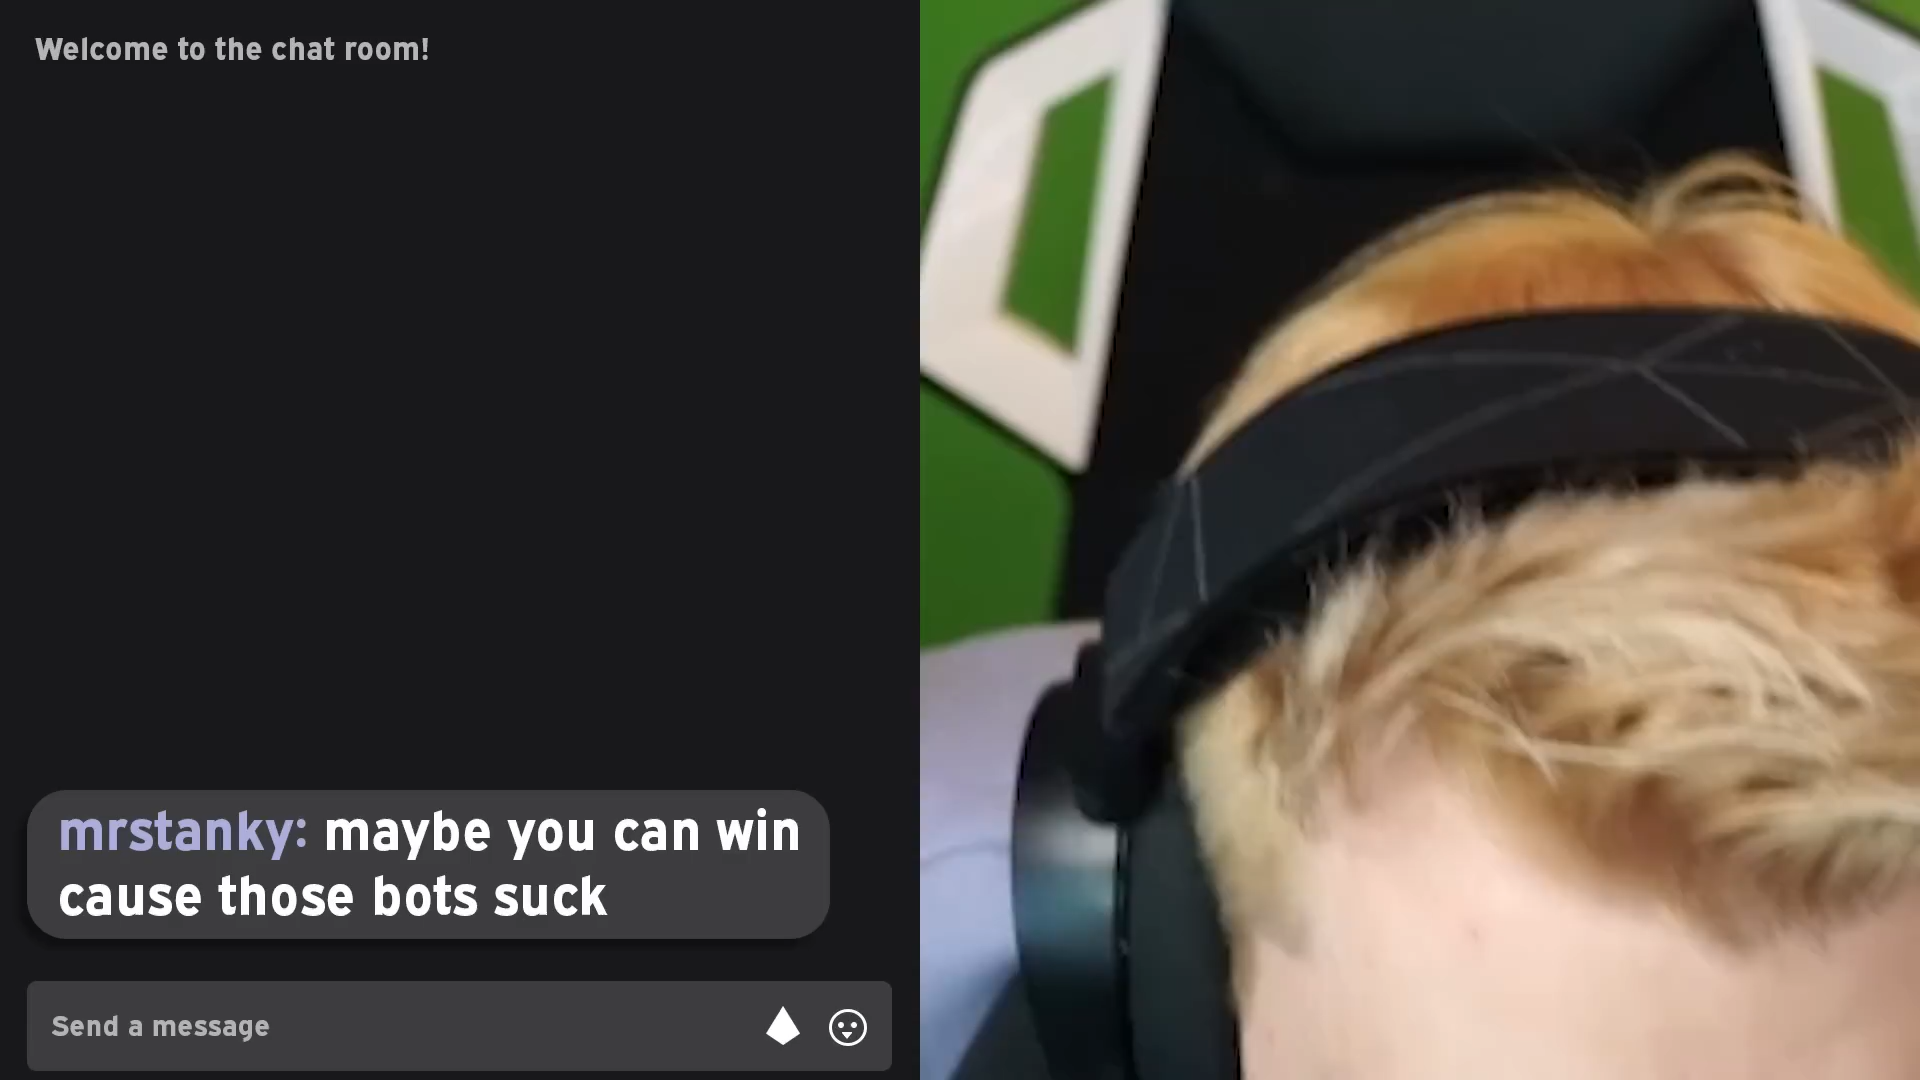 Welcome to the chat room!
mrstanky: maybe you can win
cause those bots suck
Send a message